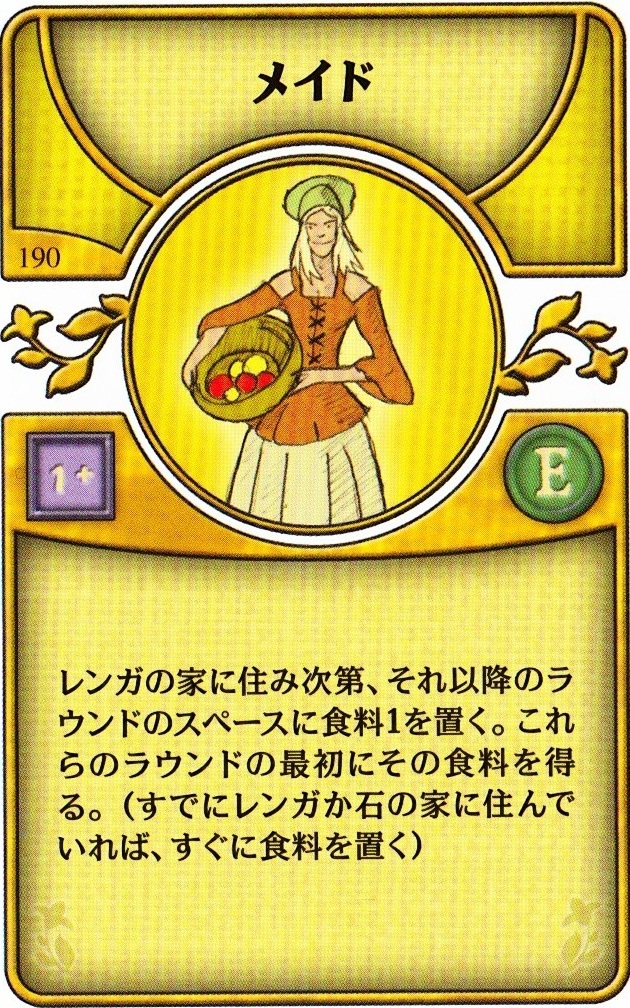 メイド
190
1+
E
レンガの家に住み次第、それ以降のラ
ウンドのスペースに食料1を置く。これ
らのラウンドの最初にその食料を得
る。（すでにレンガか石の家に住んで
いれば、すぐに食料を置く）